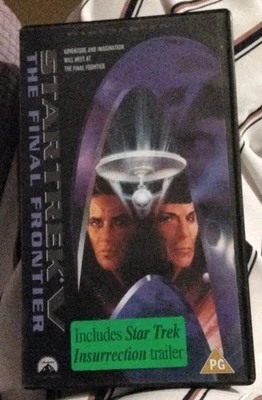 ADVENTURE AND IMAGINATION
WILL MEET AT
THE FINAL FRONTIER
STAR TREK V
THE FINAL FRONTIER
Includes Star Trek
Insurrection trailer
PG